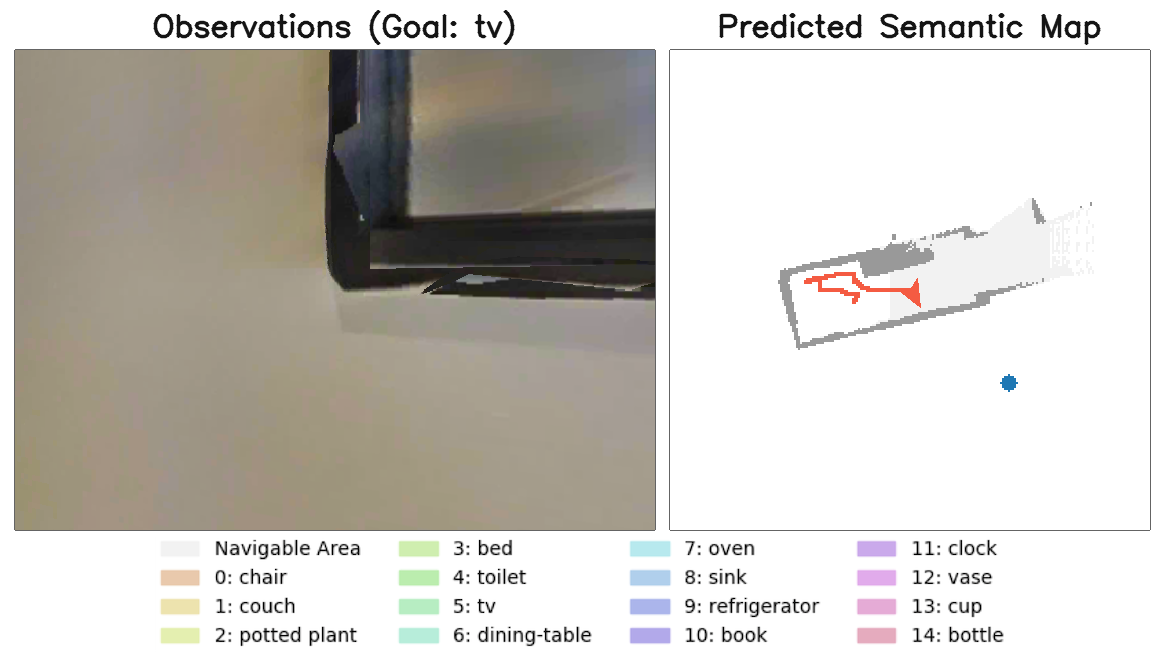 Observations (Goal: tv)
Predicted Semantic Map
Navigable Area
0: chair
1: couch
2: potted plant
3: bed
4: toilet
5: tv
6: dining-table
7: oven
8: sink
9: refrigerator
10: book
11: clock
12: vase
13: cup
14: bottle